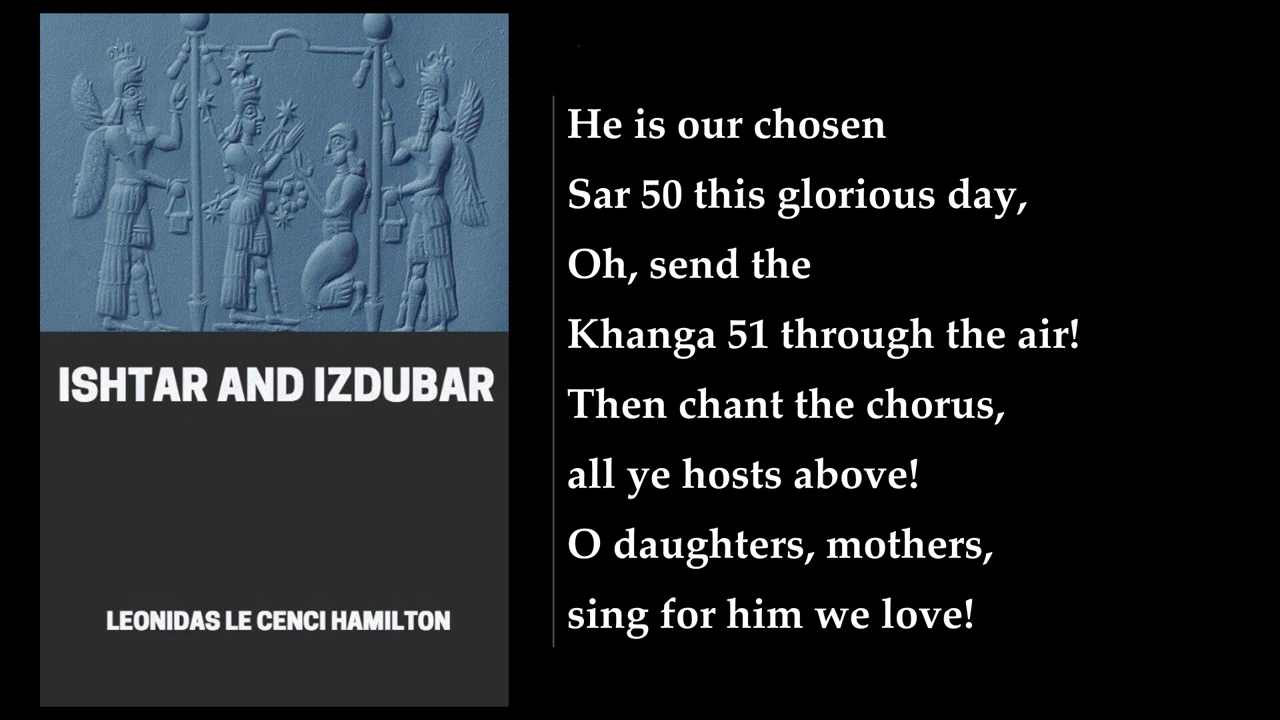 ISHTAR AND IZDUBAR
LEONIDAS LE CENCI HAMILTON
He is our chosen
Sar 50 this glorious day,
Oh, send the
Khanga 51 through the air!
Then chant the chorus,
all ye hosts above!
O daughters, mothers,
sing for him we love!